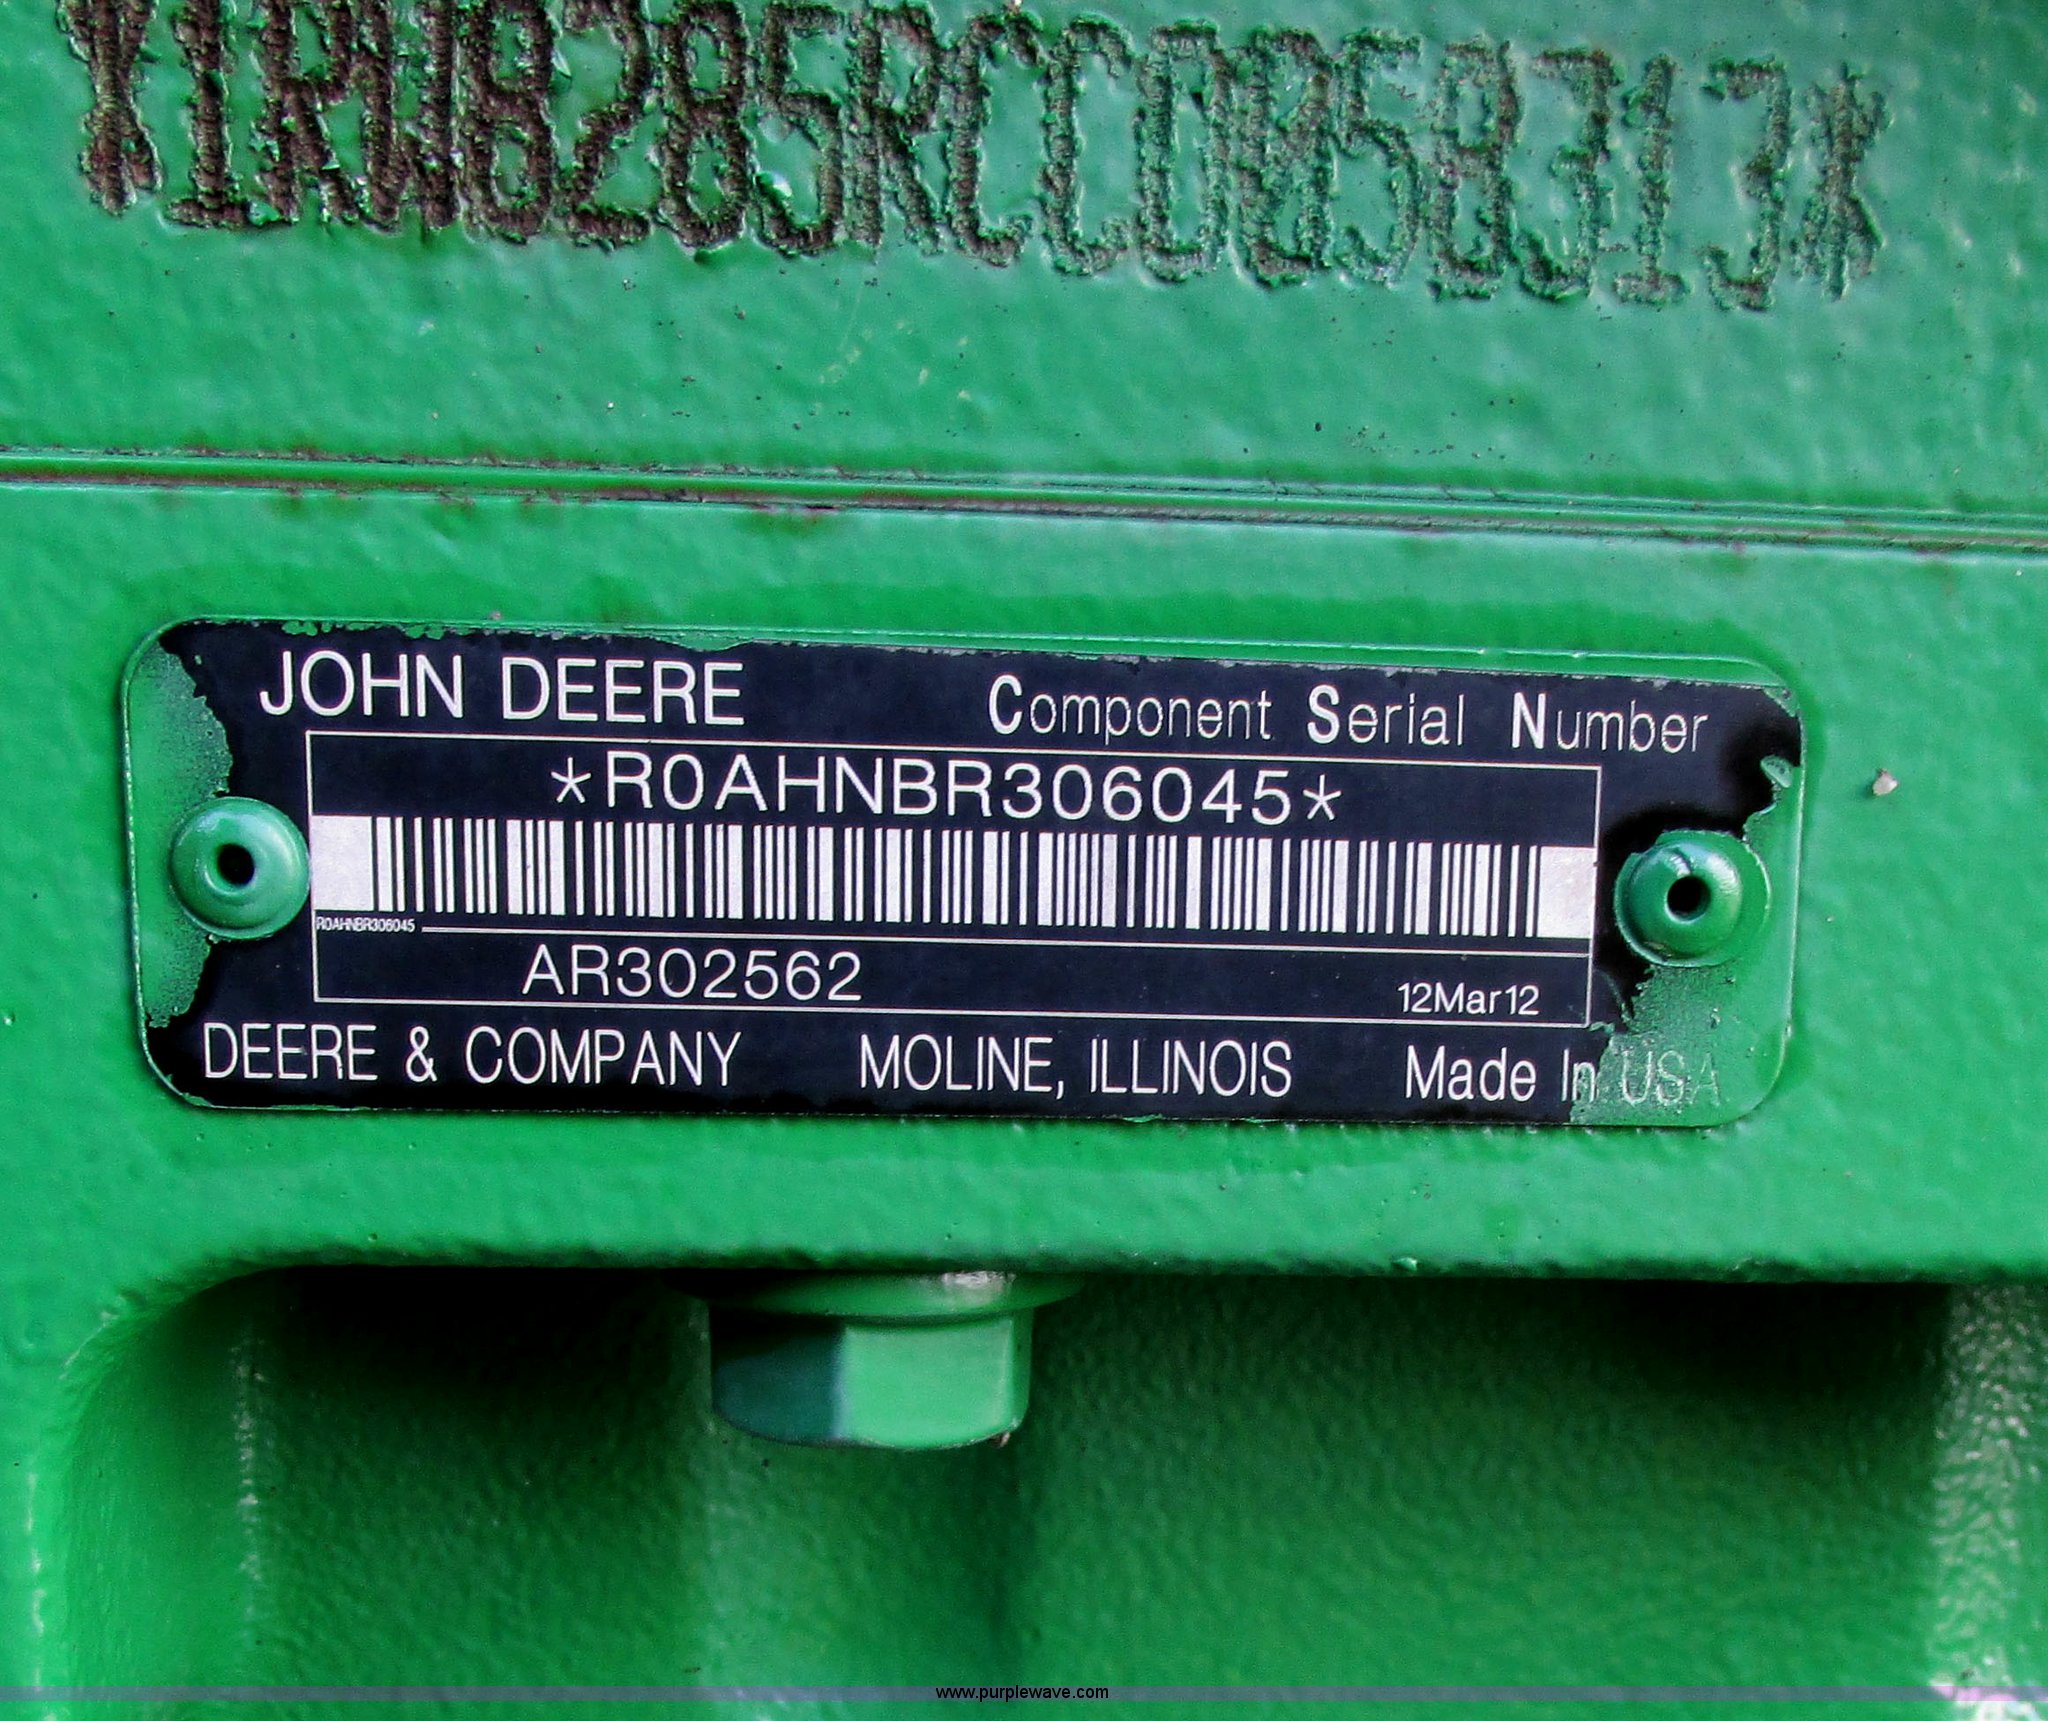 *1RW8285RCCD058313*
JOHN DEERE Component Serial Number
*R0AHNBR306045*
R0AHNBR306045
AR302562 12Mar12
DEERE & COMPANY MOLINE, ILLINOIS Made In USA
www.purplewave.com